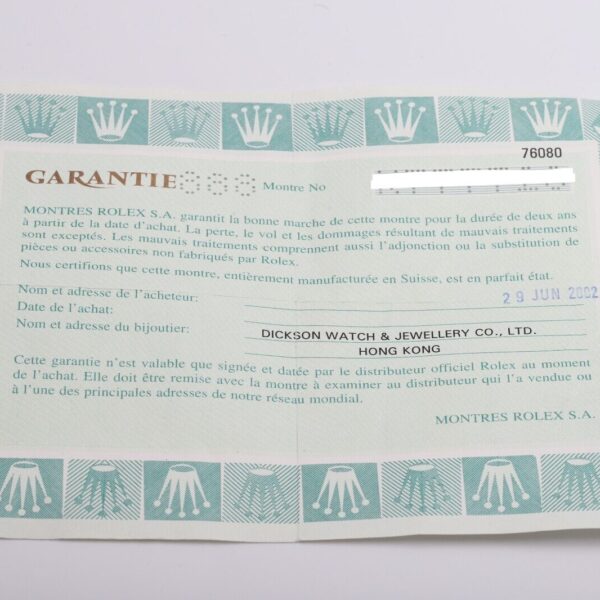 76080
GARANTIE 888 Montre No
MONTRES ROLEX S.A. garantit la bonne marche de cette montre pour la durée de deux ans
à partir de la date d'achat. La perte, le vol et les dommages résultant de mauvais traitements
sont exceptés. Les mauvais traitements comprennent aussi l'adjonction ou la substitution de
pièces ou accessoires non fabriqués par Rolex.
Nous certifions que cette montre, entièrement manufacturée en Suisse, est en parfait état.
Nom et adresse de l'acheteur:
29 JUN 2002
Date de l'achat:
Nom et adresse du bijoutier: DICKSON WATCH & JEWELLERY CO., LTD.
HONG KONG
Cette garantie n'est valable que signée et datée par le distributeur officiel Rolex au moment
de l'achat. Elle doit être remise avec la montre à examiner au distributeur qui l'a vendue ou
à l'une des principales adresses de notre réseau mondial.
MONTRES ROLEX S.A.